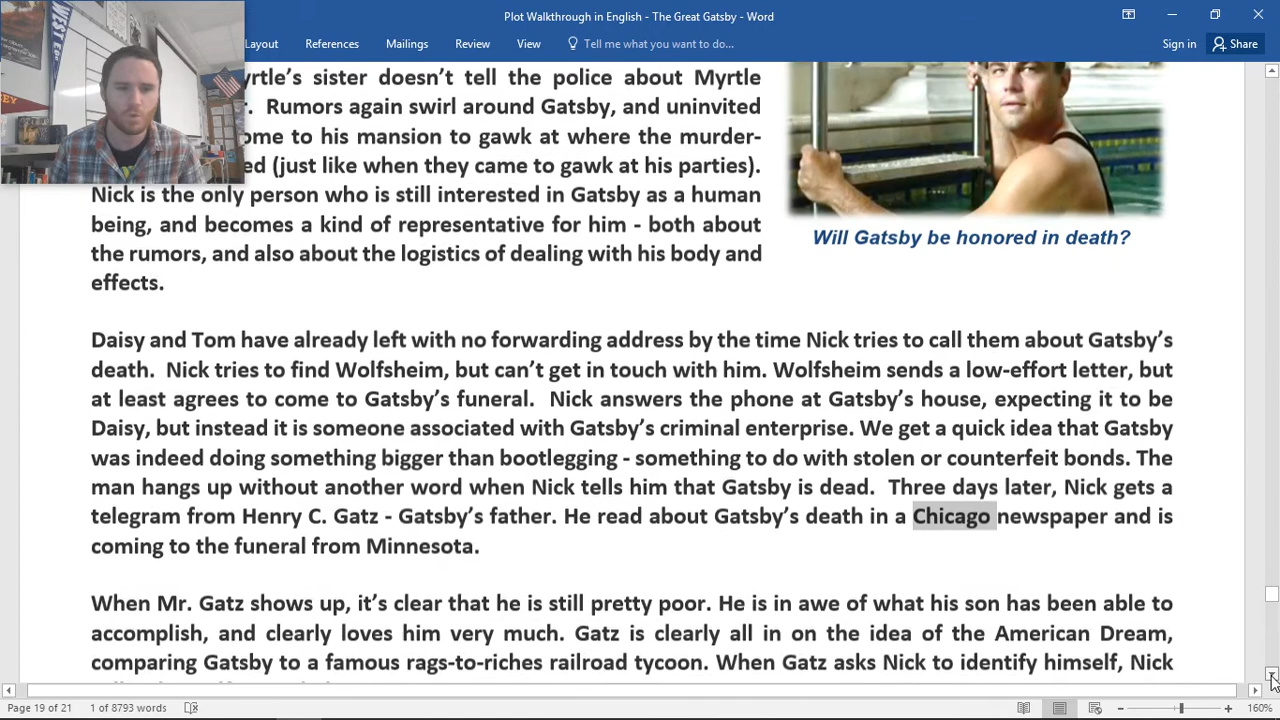 Plot Walkthrough in English - The Great Gatsby - Word
Layout References Mailings Review View Tell me what you want to do... Sign in Share
WEST
yrtle's sister doesn't tell the police about Myrtle
r. Rumors again swirl around Gatsby, and uninvited
ome to his mansion to gawk at where the murder-
ed (just like when they came to gawk at his parties).
Nick is the only person who is still interested in Gatsby as a human
being, and becomes a kind of representative for him - both about
the rumors, and also about the logistics of dealing with his body and
effects.
Will Gatsby be honored in death?
Daisy and Tom have already left with no forwarding address by the time Nick tries to call them about Gatsby's
death. Nick tries to find Wolfsheim, but can't get in touch with him. Wolfsheim sends a low-effort letter, but
at least agrees to come to Gatsby's funeral. Nick answers the phone at Gatsby's house, expecting it to be
Daisy, but instead it is someone associated with Gatsby's criminal enterprise. We get a quick idea that Gatsby
was indeed doing something bigger than bootlegging - something to do with stolen or counterfeit bonds. The
man hangs up without another word when Nick tells him that Gatsby is dead. Three days later, Nick gets a
telegram from Henry C. Gatz - Gatsby's father. He read about Gatsby's death in a Chicago newspaper and is
coming to the funeral from Minnesota.
When Mr. Gatz shows up, it's clear that he is still pretty poor. He is in awe of what his son has been able to
accomplish, and clearly loves him very much. Gatz is clearly all in on the idea of the American Dream,
comparing Gatsby to a famous rags-to-riches railroad tycoon. When Gatz asks Nick to identify himself, Nick
Page 19 of 21 1 of 8793 words 160%